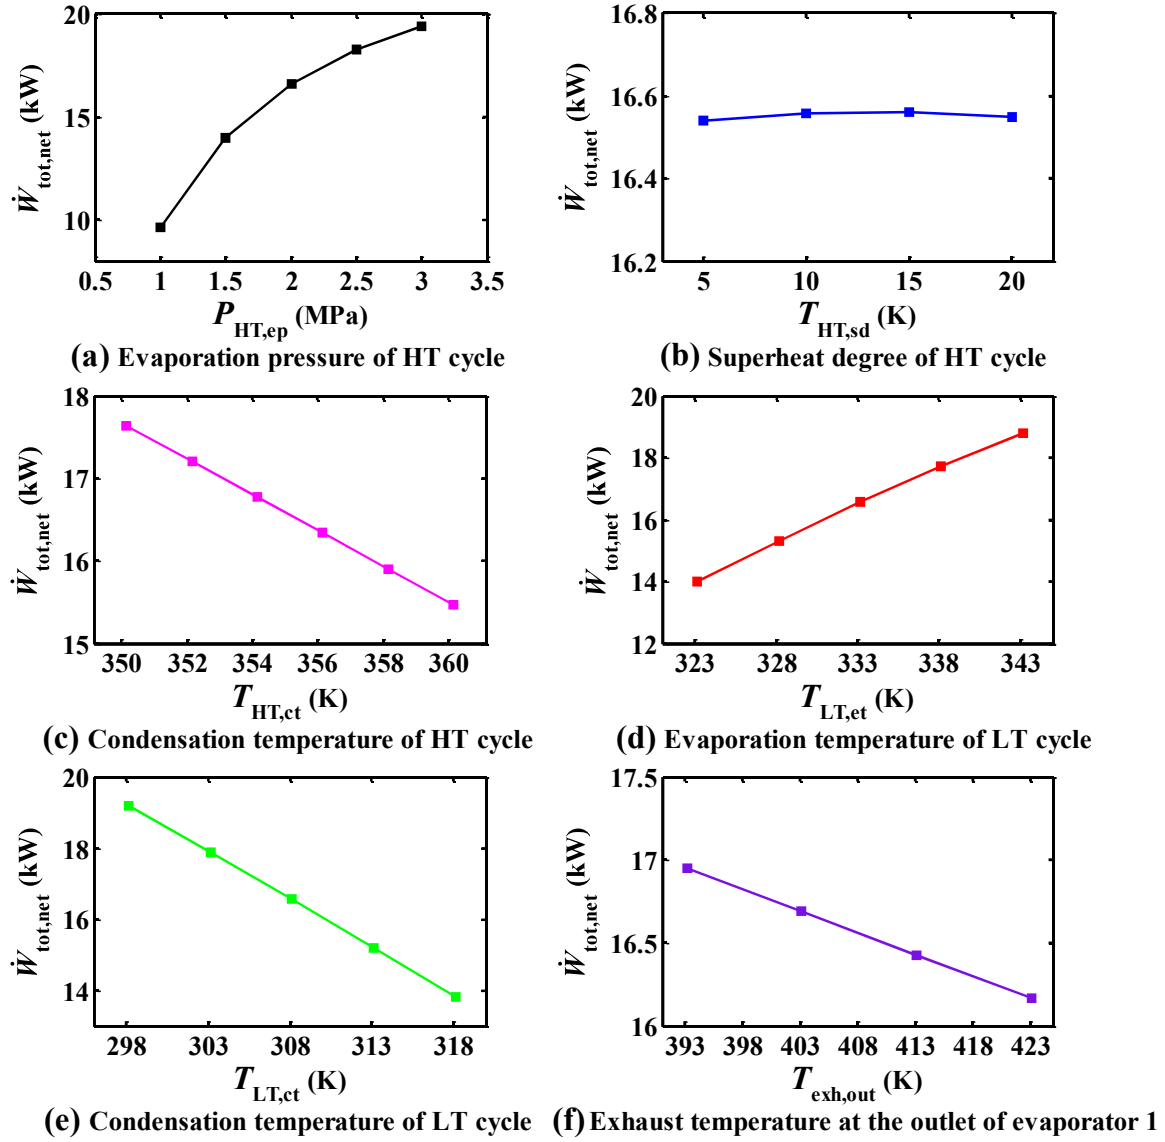 20
15
10
0.5 1 1.5 2 2.5 3 3.5
Ẇtot,net (kW)
PHT,ep (MPa)
(a) Evaporation pressure of HT cycle
16.8
16.6
16.4
16.2
5 10 15 20
Ẇtot,net (kW)
THT,sd (K)
(b) Superheat degree of HT cycle
18
17
16
15
350 352 354 356 358 360
Ẇtot,net (kW)
THT,ct (K)
(c) Condensation temperature of HT cycle
20
18
16
14
12
323 328 333 338 343
Ẇtot,net (kW)
TLT,et (K)
(d) Evaporation temperature of LT cycle
20
18
16
14
298 303 308 313 318
Ẇtot,net (kW)
TLT,ct (K)
(e) Condensation temperature of LT cycle
17.5
17
16.5
16
393 398 403 408 413 418 423
Ẇtot,net (kW)
Texh,out (K)
(f) Exhaust temperature at the outlet of evaporator 1